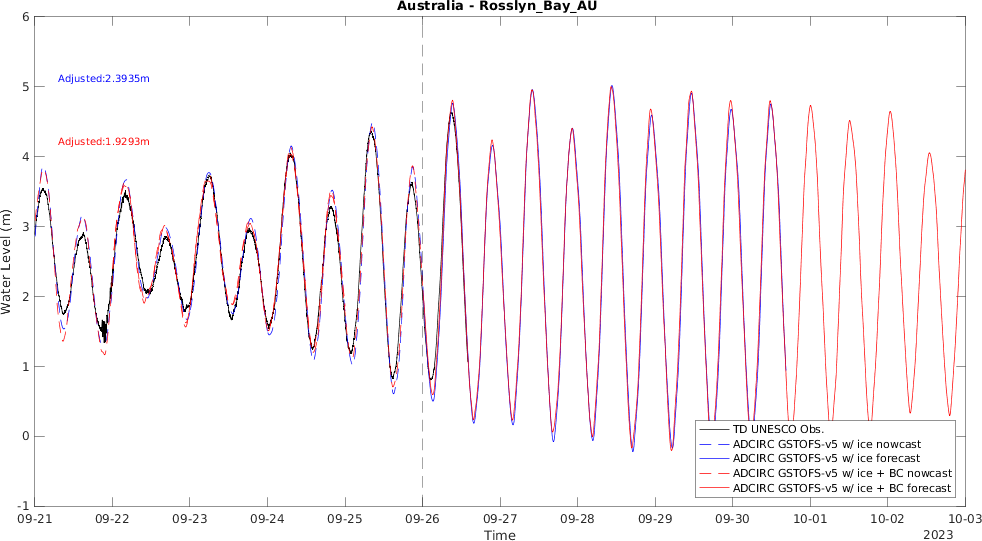 Australia - Rosslyn_Bay_AU
6
5
4
3
2
1
0
-1
Water Level (m)
Adjusted:2.3935m
Adjusted:1.9293m
TD UNESCO Obs.
ADCIRC GSTOFS-v5 w/ ice nowcast
ADCIRC GSTOFS-v5 w/ ice forecast
ADCIRC GSTOFS-v5 w/ ice + BC nowcast
ADCIRC GSTOFS-v5 w/ ice + BC forecast
09-21 09-22 09-23 09-24 09-25 09-26 09-27 09-28 09-29 09-30 10-01 10-02 10-03
Time
2023